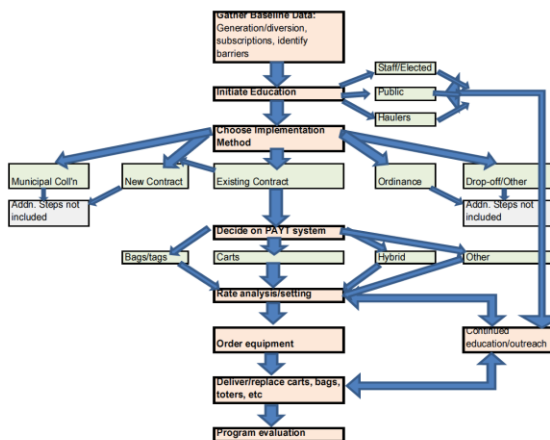 Gather Baseline Data:
Generation/diversion,
subscriptions, identify
barriers
Staff/Elected
Initiate Education
Public
Haulers
Choose Implementation
Method
Municipal Coll'n
New Contract
Existing Contract
Ordinance
Drop-off/Other
Addn. Steps not
included
Addn. Steps not
included
Decide on PAYT system
Bags/tags
Carts
Hybrid
Other
Rate analysis/setting
Order equipment
Continued
education/outreach
Deliver/replace carts, bags,
toters, etc
Program evaluation